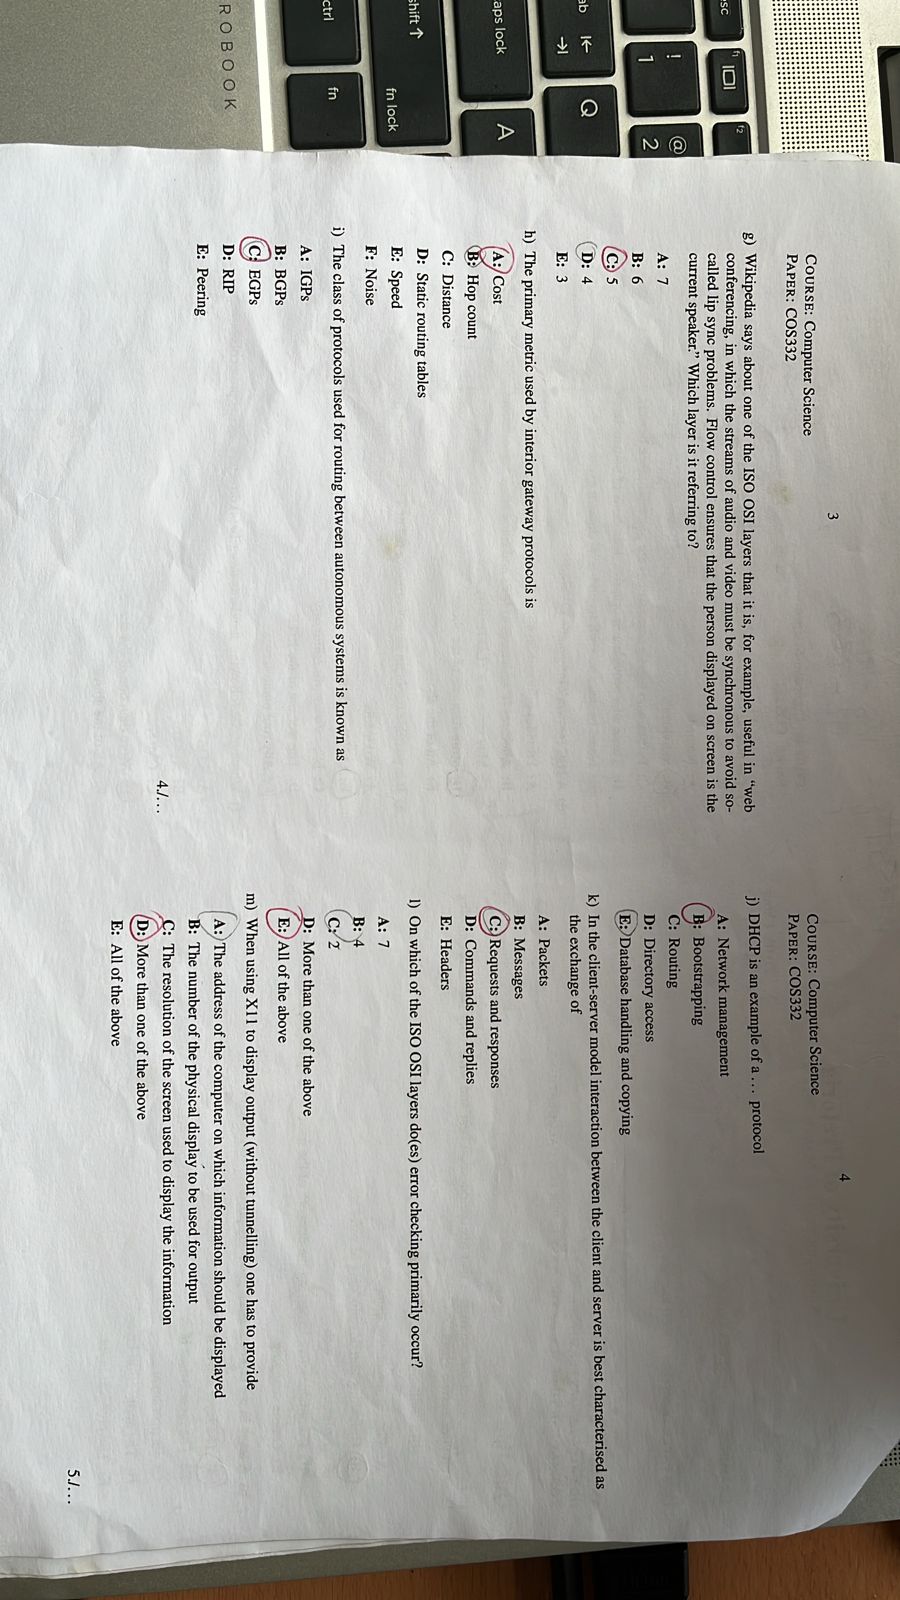 esc
f1
f2
!
1
@
2
ab
Q
aps lock
A
shift
fn lock
ctrl
fn
ROBOOK
3
COURSE: Computer Science
PAPER: COS332
g) Wikipedia says about one of the ISO OSI layers that it is, for example, useful in “web
conferencing, in which the streams of audio and video must be synchronous to avoid so-
called lip sync problems. Flow control ensures that the person displayed on screen is the
current speaker.” Which layer is it referring to?
A: 7
B: 6
C: 5
D: 4
E: 3
h) The primary metric used by interior gateway protocols is
A: Cost
B: Hop count
C: Distance
D: Static routing tables
E: Speed
F: Noise
i) The class of protocols used for routing between autonomous systems is known as
A: IGPs
B: BGPs
C: EGPs
D: RIP
E: Peering
4./...
4
COURSE: Computer Science
PAPER: COS332
j) DHCP is an example of a ... protocol
A: Network management
B: Bootstrapping
C: Routing
D: Directory access
E: Database handling and copying
k) In the client-server model interaction between the client and server is best characterised as
the exchange of
A: Packets
B: Messages
C: Requests and responses
D: Commands and replies
E: Headers
l) On which of the ISO OSI layers do(es) error checking primarily occur?
A: 7
B: 4
C: 2
D: More than one of the above
E: All of the above
m) When using X11 to display output (without tunnelling) one has to provide
A: The address of the computer on which information should be displayed
B: The number of the physical display to be used for output
C: The resolution of the screen used to display the information
D: More than one of the above
E: All of the above
5./...